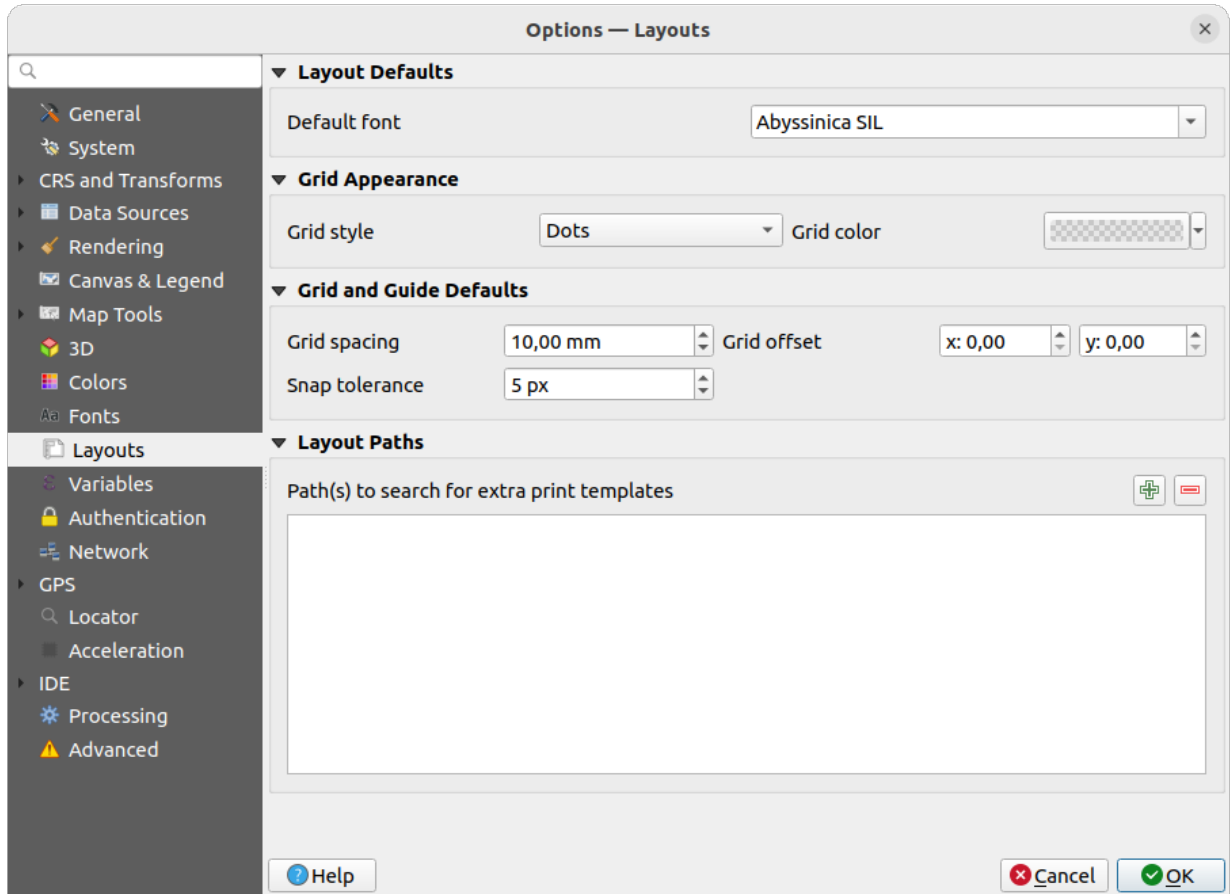 Options — Layouts
General
System
CRS and Transforms
Data Sources
Rendering
Canvas & Legend
Map Tools
3D
Colors
Aa Fonts
Layouts
Variables
Authentication
Network
GPS
Locator
Acceleration
IDE
Processing
Advanced
Layout Defaults
Default font Abyssinica SIL
Grid Appearance
Grid style Dots Grid color
Grid and Guide Defaults
Grid spacing 10,00 mm Grid offset x: 0,00 y: 0,00
Snap tolerance 5 px
Layout Paths
Path(s) to search for extra print templates
Help Cancel OK